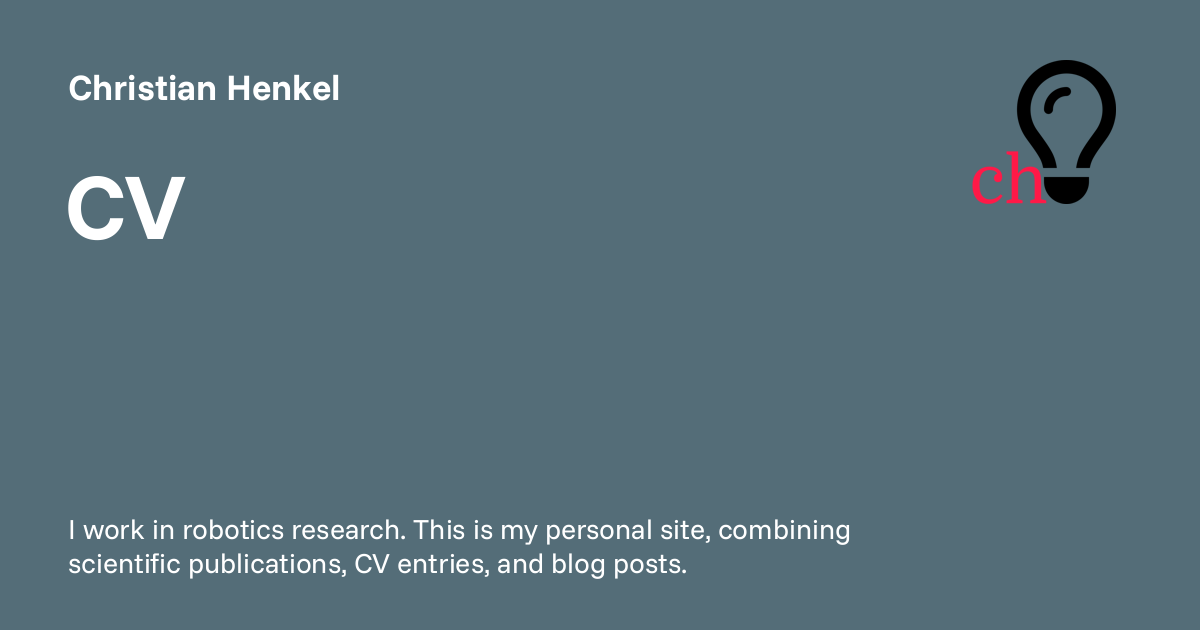 Christian Henkel
CV
ch
I work in robotics research. This is my personal site, combining
scientific publications, CV entries, and blog posts.